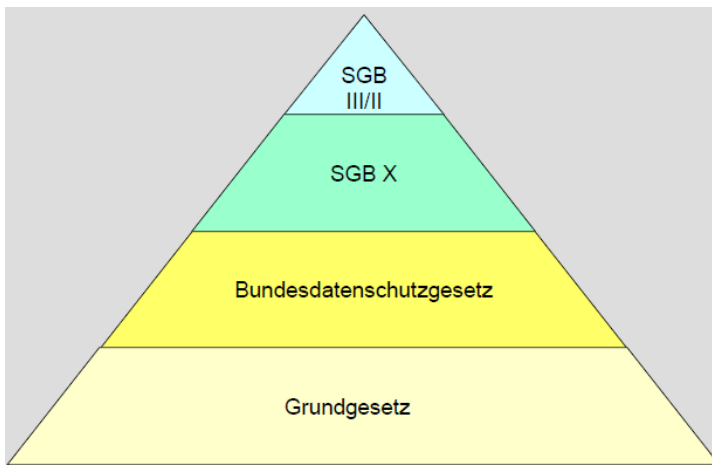 SGB
III/II
SGB X
Bundesdatenschutzgesetz
Grundgesetz